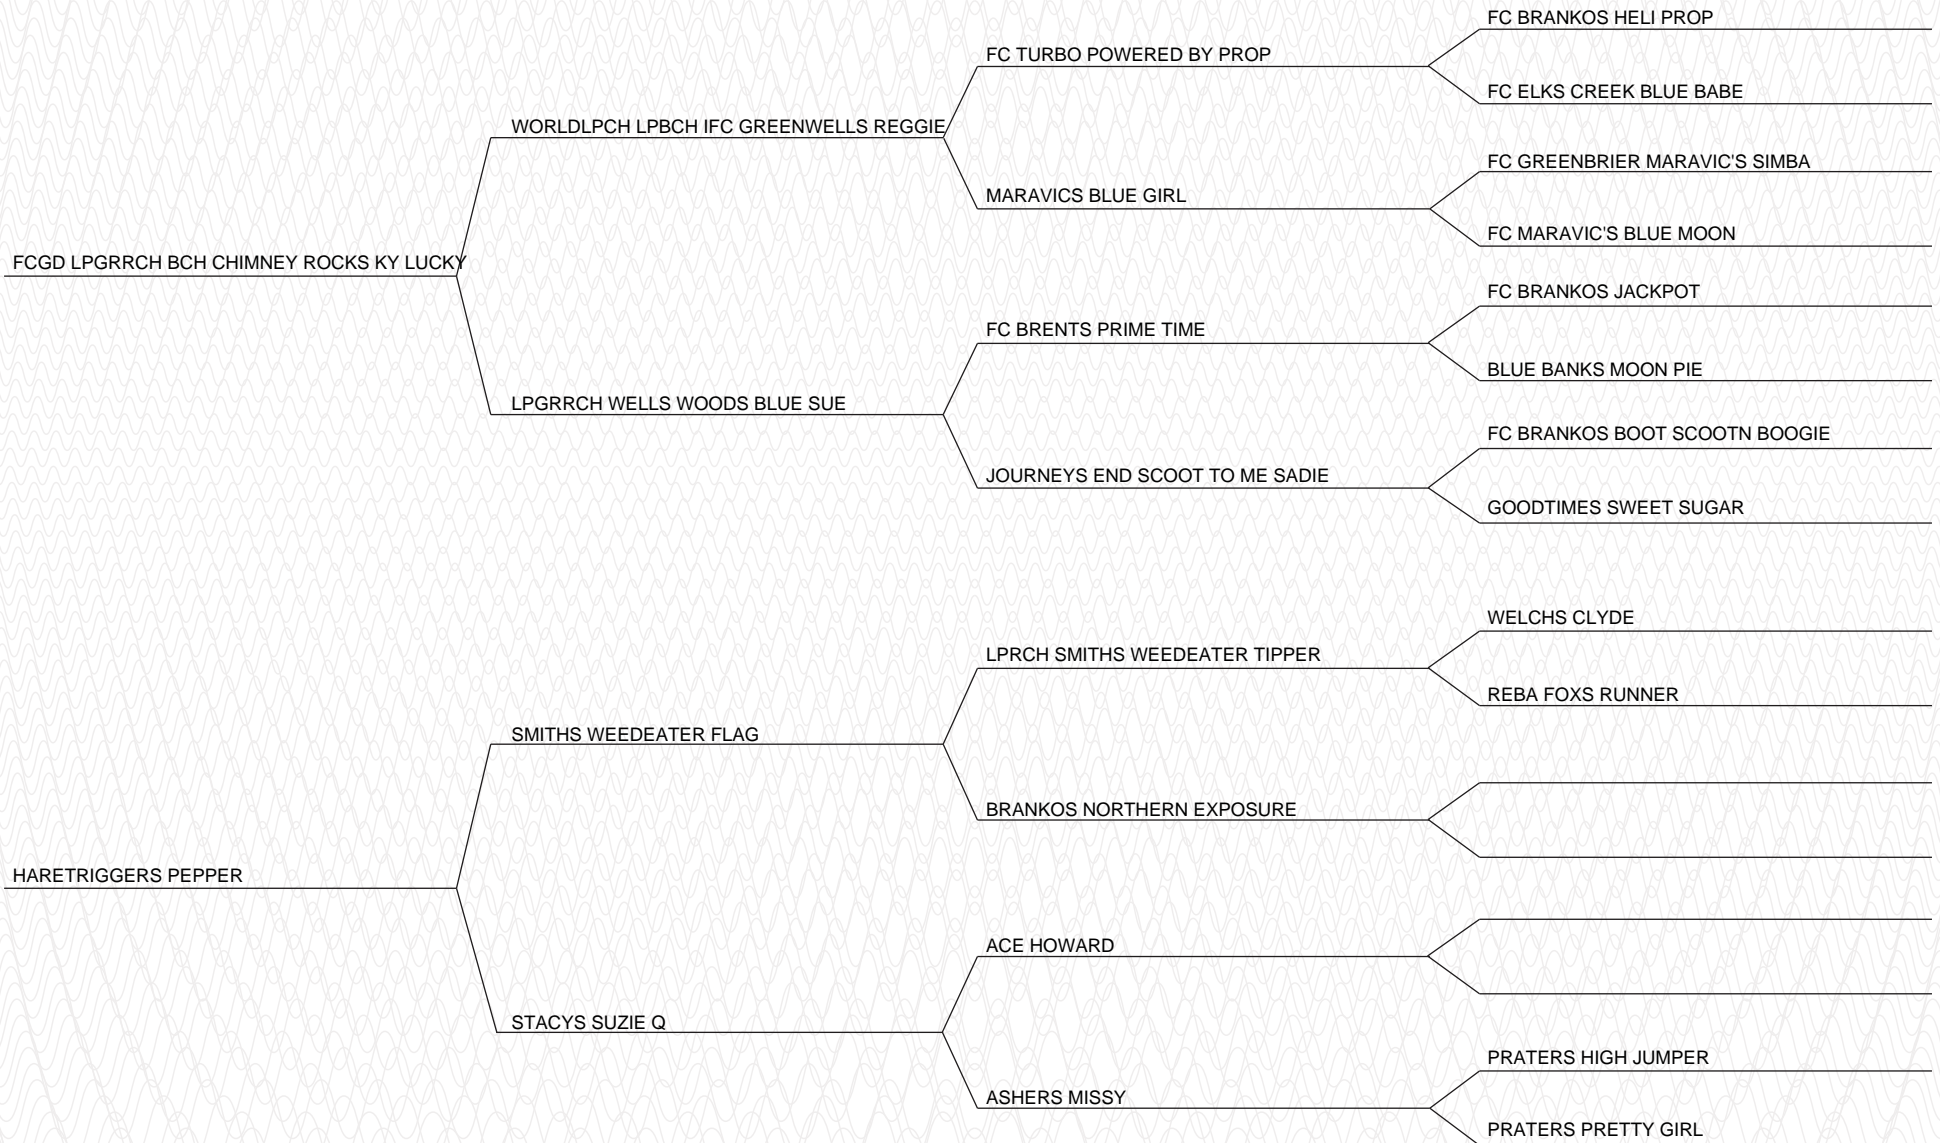 FC BRANKOS HELI PROP
FC TURBO POWERED BY PROP
FC ELKS CREEK BLUE BABE
WORLDLPCH LPBCH IFC GREENWELLS REGGIE
FC GREENBRIER MARAVIC'S SIMBA
MARAVICS BLUE GIRL
FC MARAVIC'S BLUE MOON
FCGD LPGRRCH BCH CHIMNEY ROCKS KY LUCKY
FC BRANKOS JACKPOT
FC BRENTS PRIME TIME
BLUE BANKS MOON PIE
LPGRRCH WELLS WOODS BLUE SUE
FC BRANKOS BOOT SCOOTN BOOGIE
JOURNEYS END SCOOT TO ME SADIE
GOODTIMES SWEET SUGAR
WELCHS CLYDE
LPRCH SMITHS WEEDEATER TIPPER
REBA FOXS RUNNER
SMITHS WEEDEATER FLAG
BRANKOS NORTHERN EXPOSURE
HARETRIGGERS PEPPER
ACE HOWARD
STACYS SUZIE Q
PRATERS HIGH JUMPER
ASHERS MISSY
PRATERS PRETTY GIRL